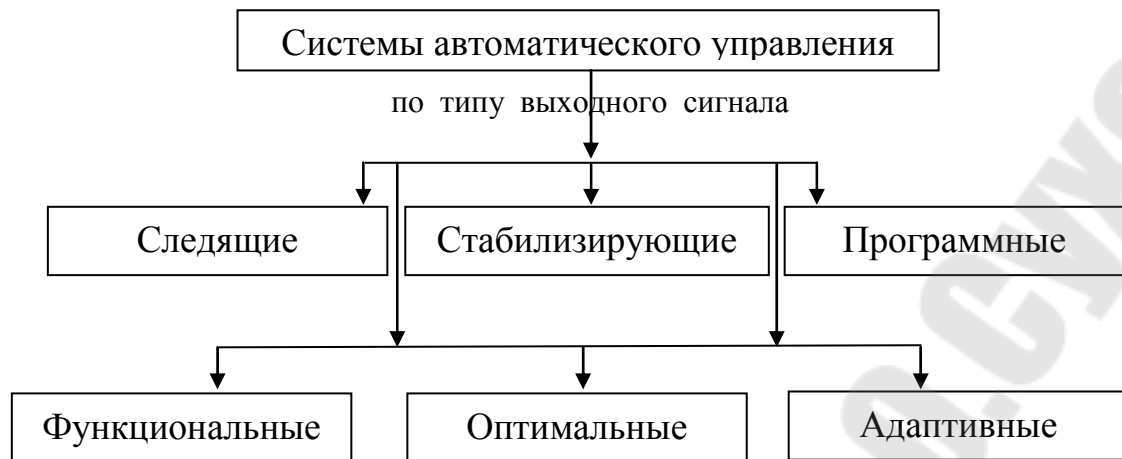 Системы автоматического управления
по типу выходного сигнала
Следящие
Стабилизирующие
Программные
Функциональные
Оптимальные
Адаптивные